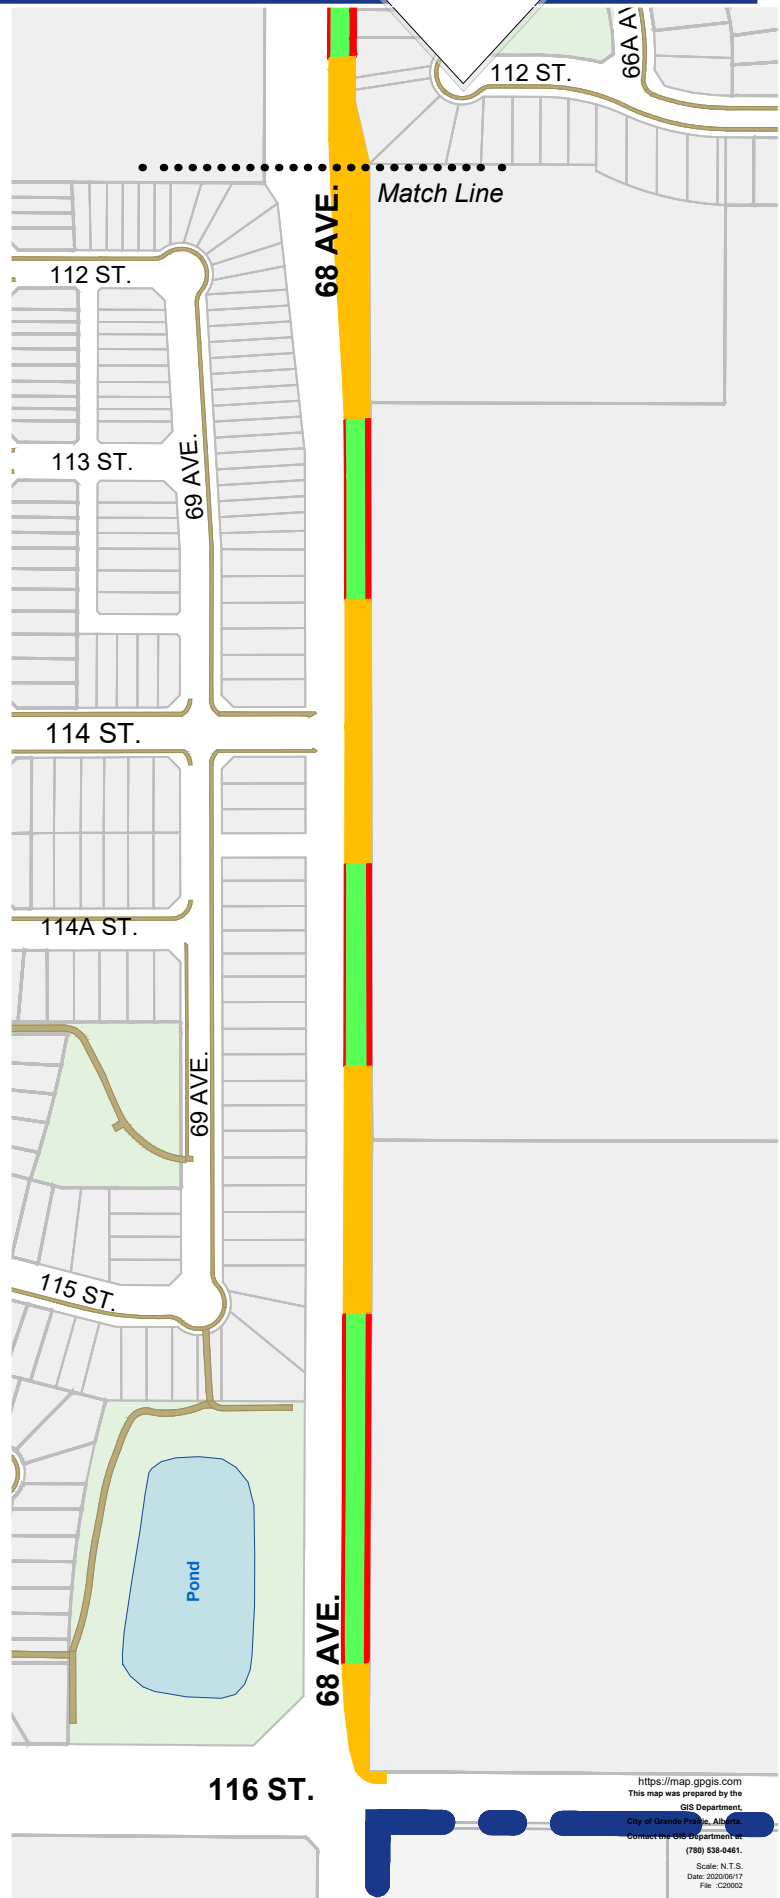 66A AV
112 ST.
Match Line
68 AVE.
112 ST.
113 ST.
69 AVE.
114 ST.
114A ST.
69 AVE.
115 ST.
Pond
68 AVE.
116 ST.
https://map.gpgis.com
This map was prepared by the
GIS Department,
City of Grande Prairie, Alberta.
Contact the GIS Department at
(780) 538-0461.
Scale: N.T.S.
Date: 2020/06/17
File :C20002